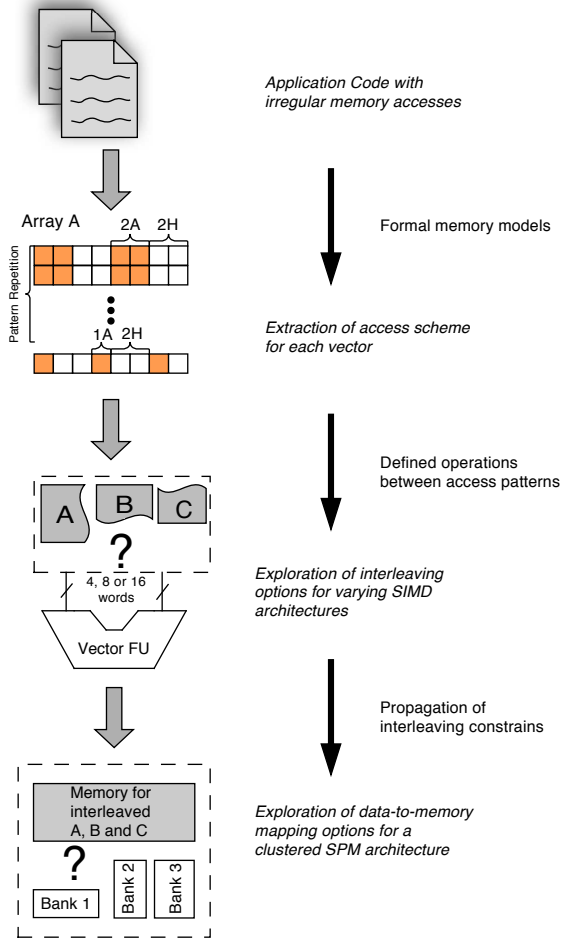 Application Code with
irregular memory accesses
Array A
2A 2H
Formal memory models
Pattern Repetition
1A 2H
Extraction of access scheme
for each vector
Defined operations
between access patterns
A
B
C
?
4, 8 or 16
words
Vector FU
Exploration of interleaving
options for varying SIMD
architectures
Propagation of
interleaving constrains
Memory for
interleaved
A, B and C
?
Bank 1
Bank 2
Bank 3
Exploration of data-to-memory
mapping options for a
clustered SPM architecture